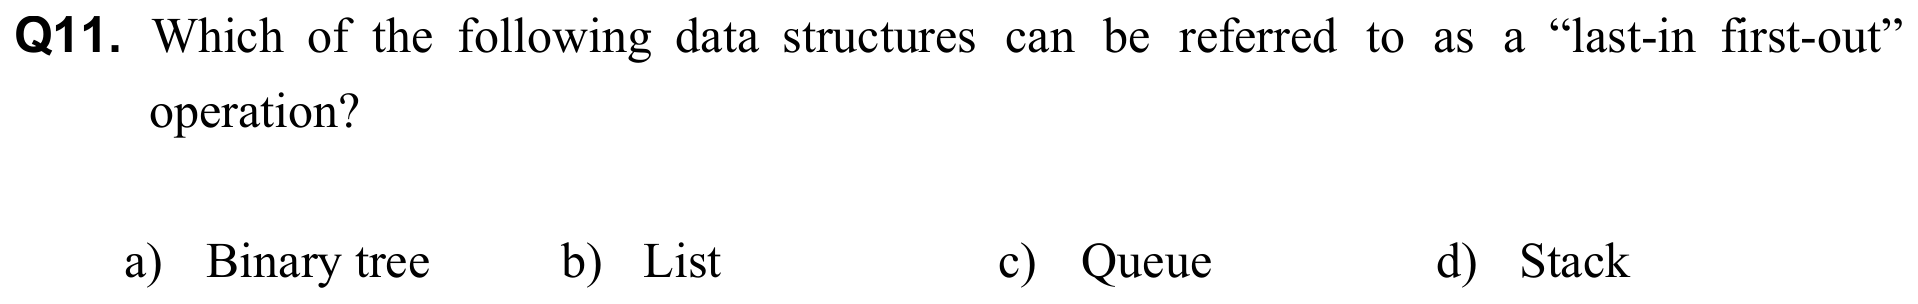 Q11. Which of the following data structures can be referred to as a “last-in first-out”
operation?
a) Binary tree b) List c) Queue d) Stack